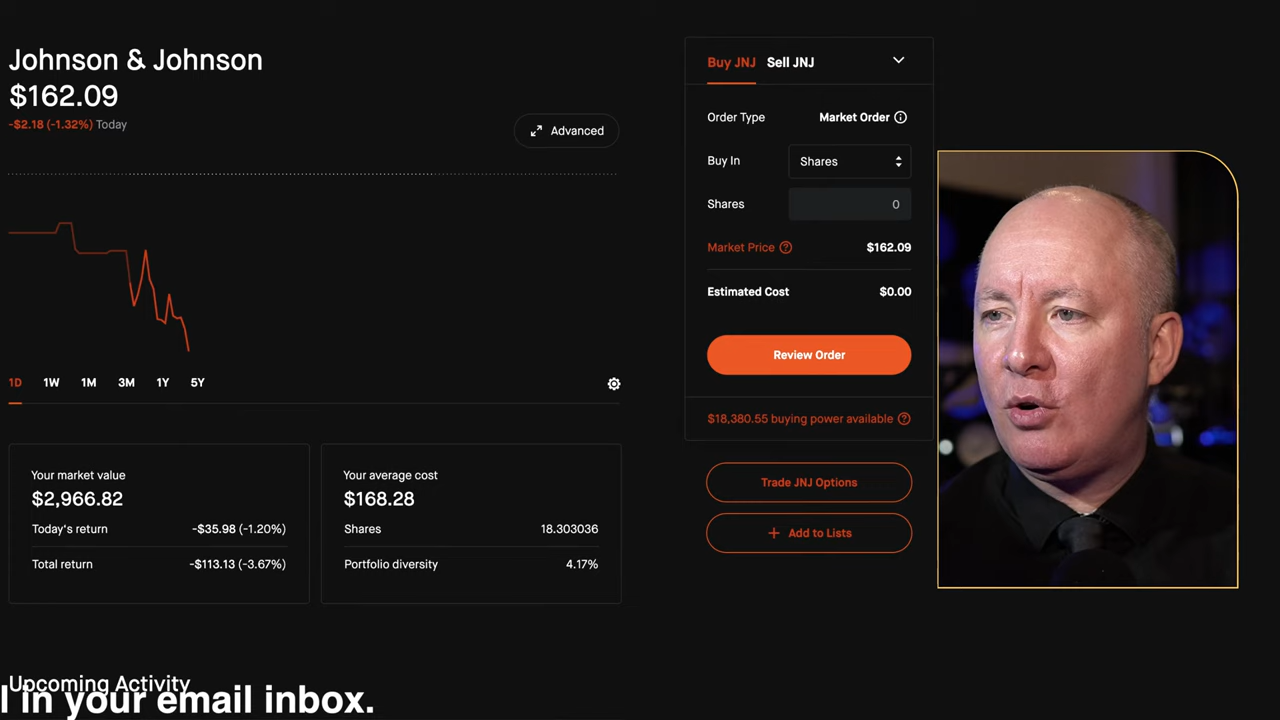 Johnson & Johnson
$162.09
-$2.18 (-1.32%) Today
Advanced
1D 1W 1M 3M 1Y 5Y
Your market value
$2,966.82
Today's return -$35.98 (-1.20%)
Total return -$113.13 (-3.67%)
Your average cost
$168.28
Shares 18.303036
Portfolio diversity 4.17%
Buy JNJ Sell JNJ
Order Type Market Order
Buy In Shares
Shares 0
Market Price $162.09
Estimated Cost $0.00
Review Order
$18,380.55 buying power available
Trade JNJ Options
+ Add to Lists
Upcoming Activity
in your email inbox.